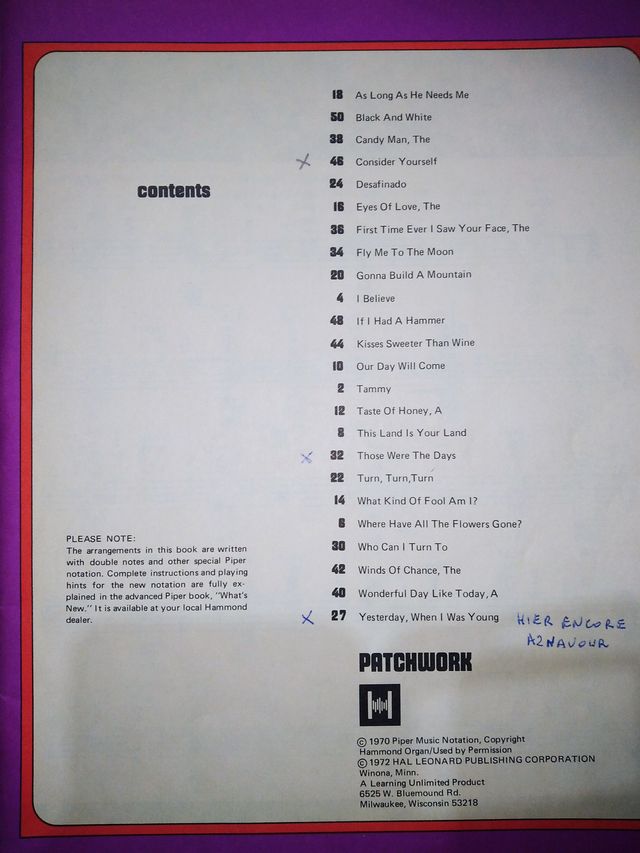 contents
18 As Long As He Needs Me
50 Black And White
38 Candy Man, The
46 Consider Yourself
24 Desafinado
16 Eyes Of Love, The
36 First Time Ever I Saw Your Face, The
34 Fly Me To The Moon
20 Gonna Build A Mountain
4 I Believe
48 If I Had A Hammer
44 Kisses Sweeter Than Wine
10 Our Day Will Come
2 Tammy
12 Taste Of Honey, A
8 This Land Is Your Land
32 Those Were The Days
22 Turn, Turn,Turn
14 What Kind Of Fool Am I?
6 Where Have All The Flowers Gone?
30 Who Can I Turn To
42 Winds Of Chance, The
40 Wonderful Day Like Today, A
27 Yesterday, When I Was Young HIER ENCORE
AZNAVOUR
PLEASE NOTE:
The arrangements in this book are written
with double notes and other special Piper
notation. Complete instructions and playing
hints for the new notation are fully ex-
plained in the advanced Piper book, "What's
New." It is available at your local Hammond
dealer.
PATCHWORK
© 1970 Piper Music Notation, Copyright
Hammond Organ/Used by Permission
© 1972 HAL LEONARD PUBLISHING CORPORATION
Winona, Minn.
A Learning Unlimited Product
6525 W. Bluemound Rd.
Milwaukee, Wisconsin 53218